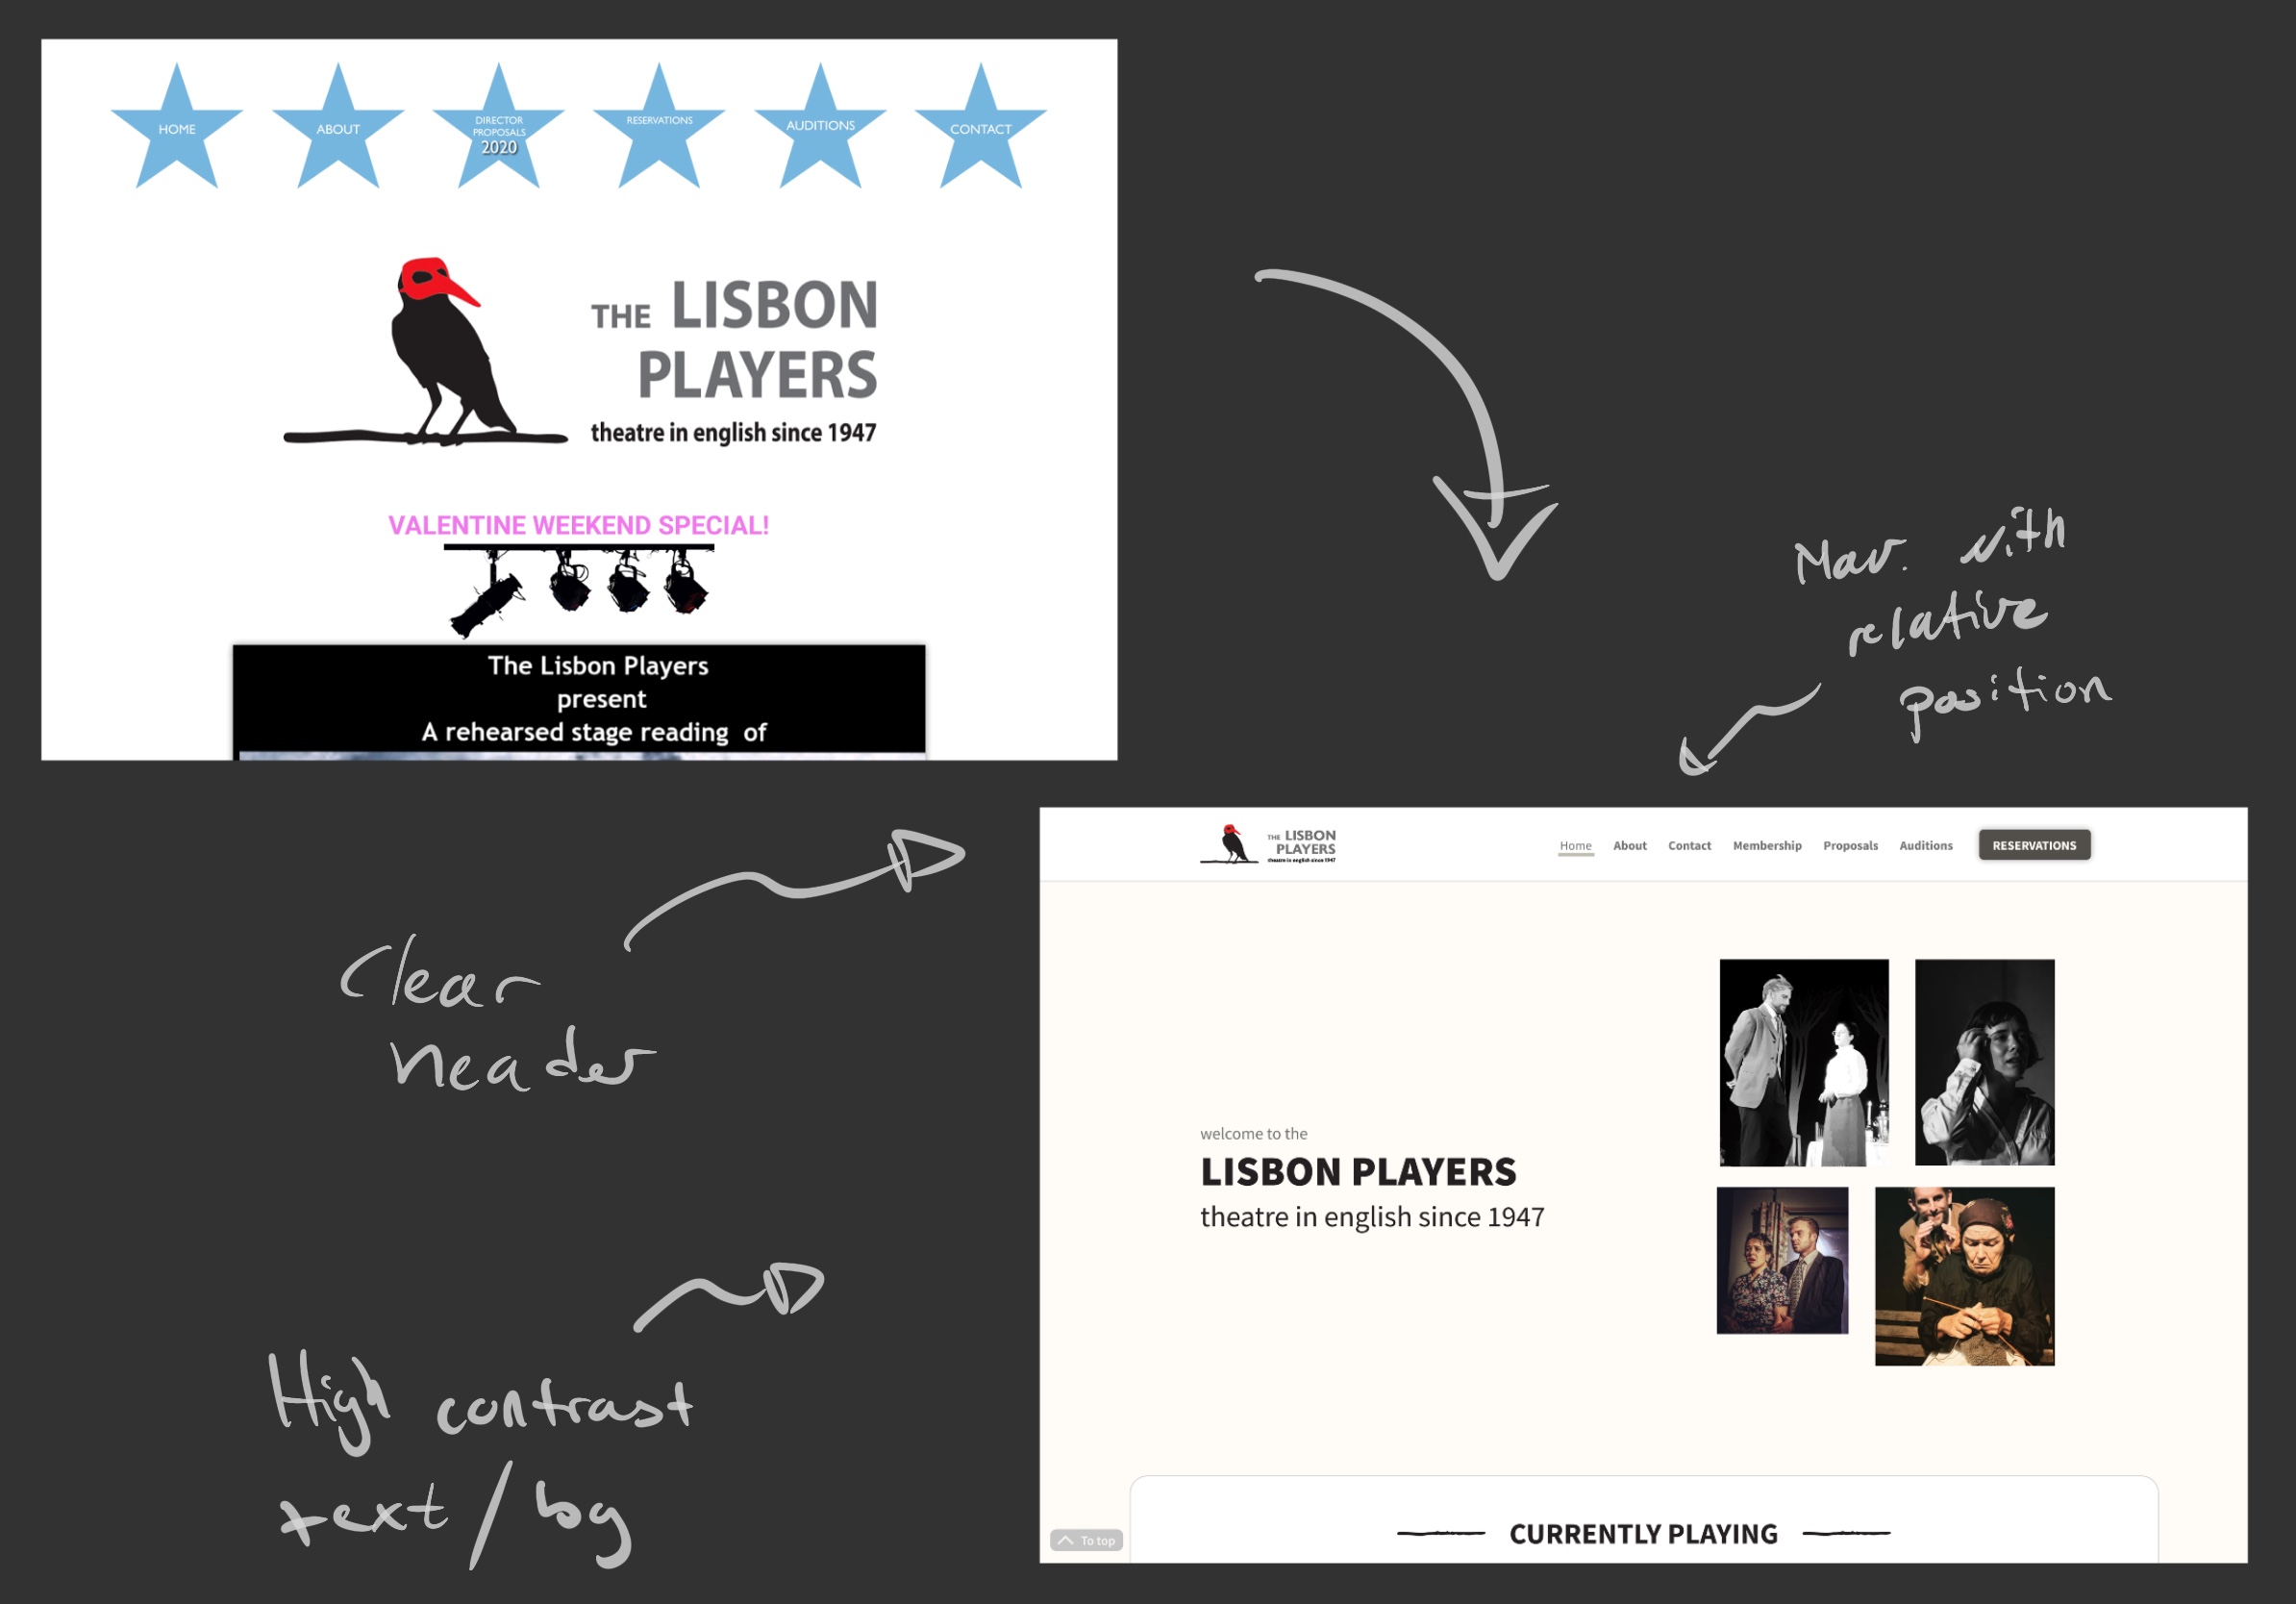 HOME
ABOUT
DIRECTOR
PROPOSALS
2020
RESERVATIONS
AUDITIONS
CONTACT
THE LISBON
PLAYERS
theatre in english since 1947
VALENTINE WEEKEND SPECIAL!
The Lisbon Players
present
A rehearsed stage reading of
Nav. with
relative
position
Clear
header
High contrast
text/bg
THE LISBON
PLAYERS
theatre in english since 1947
Home About Contact Membership Proposals Auditions RESERVATIONS
welcome to the
LISBON PLAYERS
theatre in english since 1947
CURRENTLY PLAYING
To top